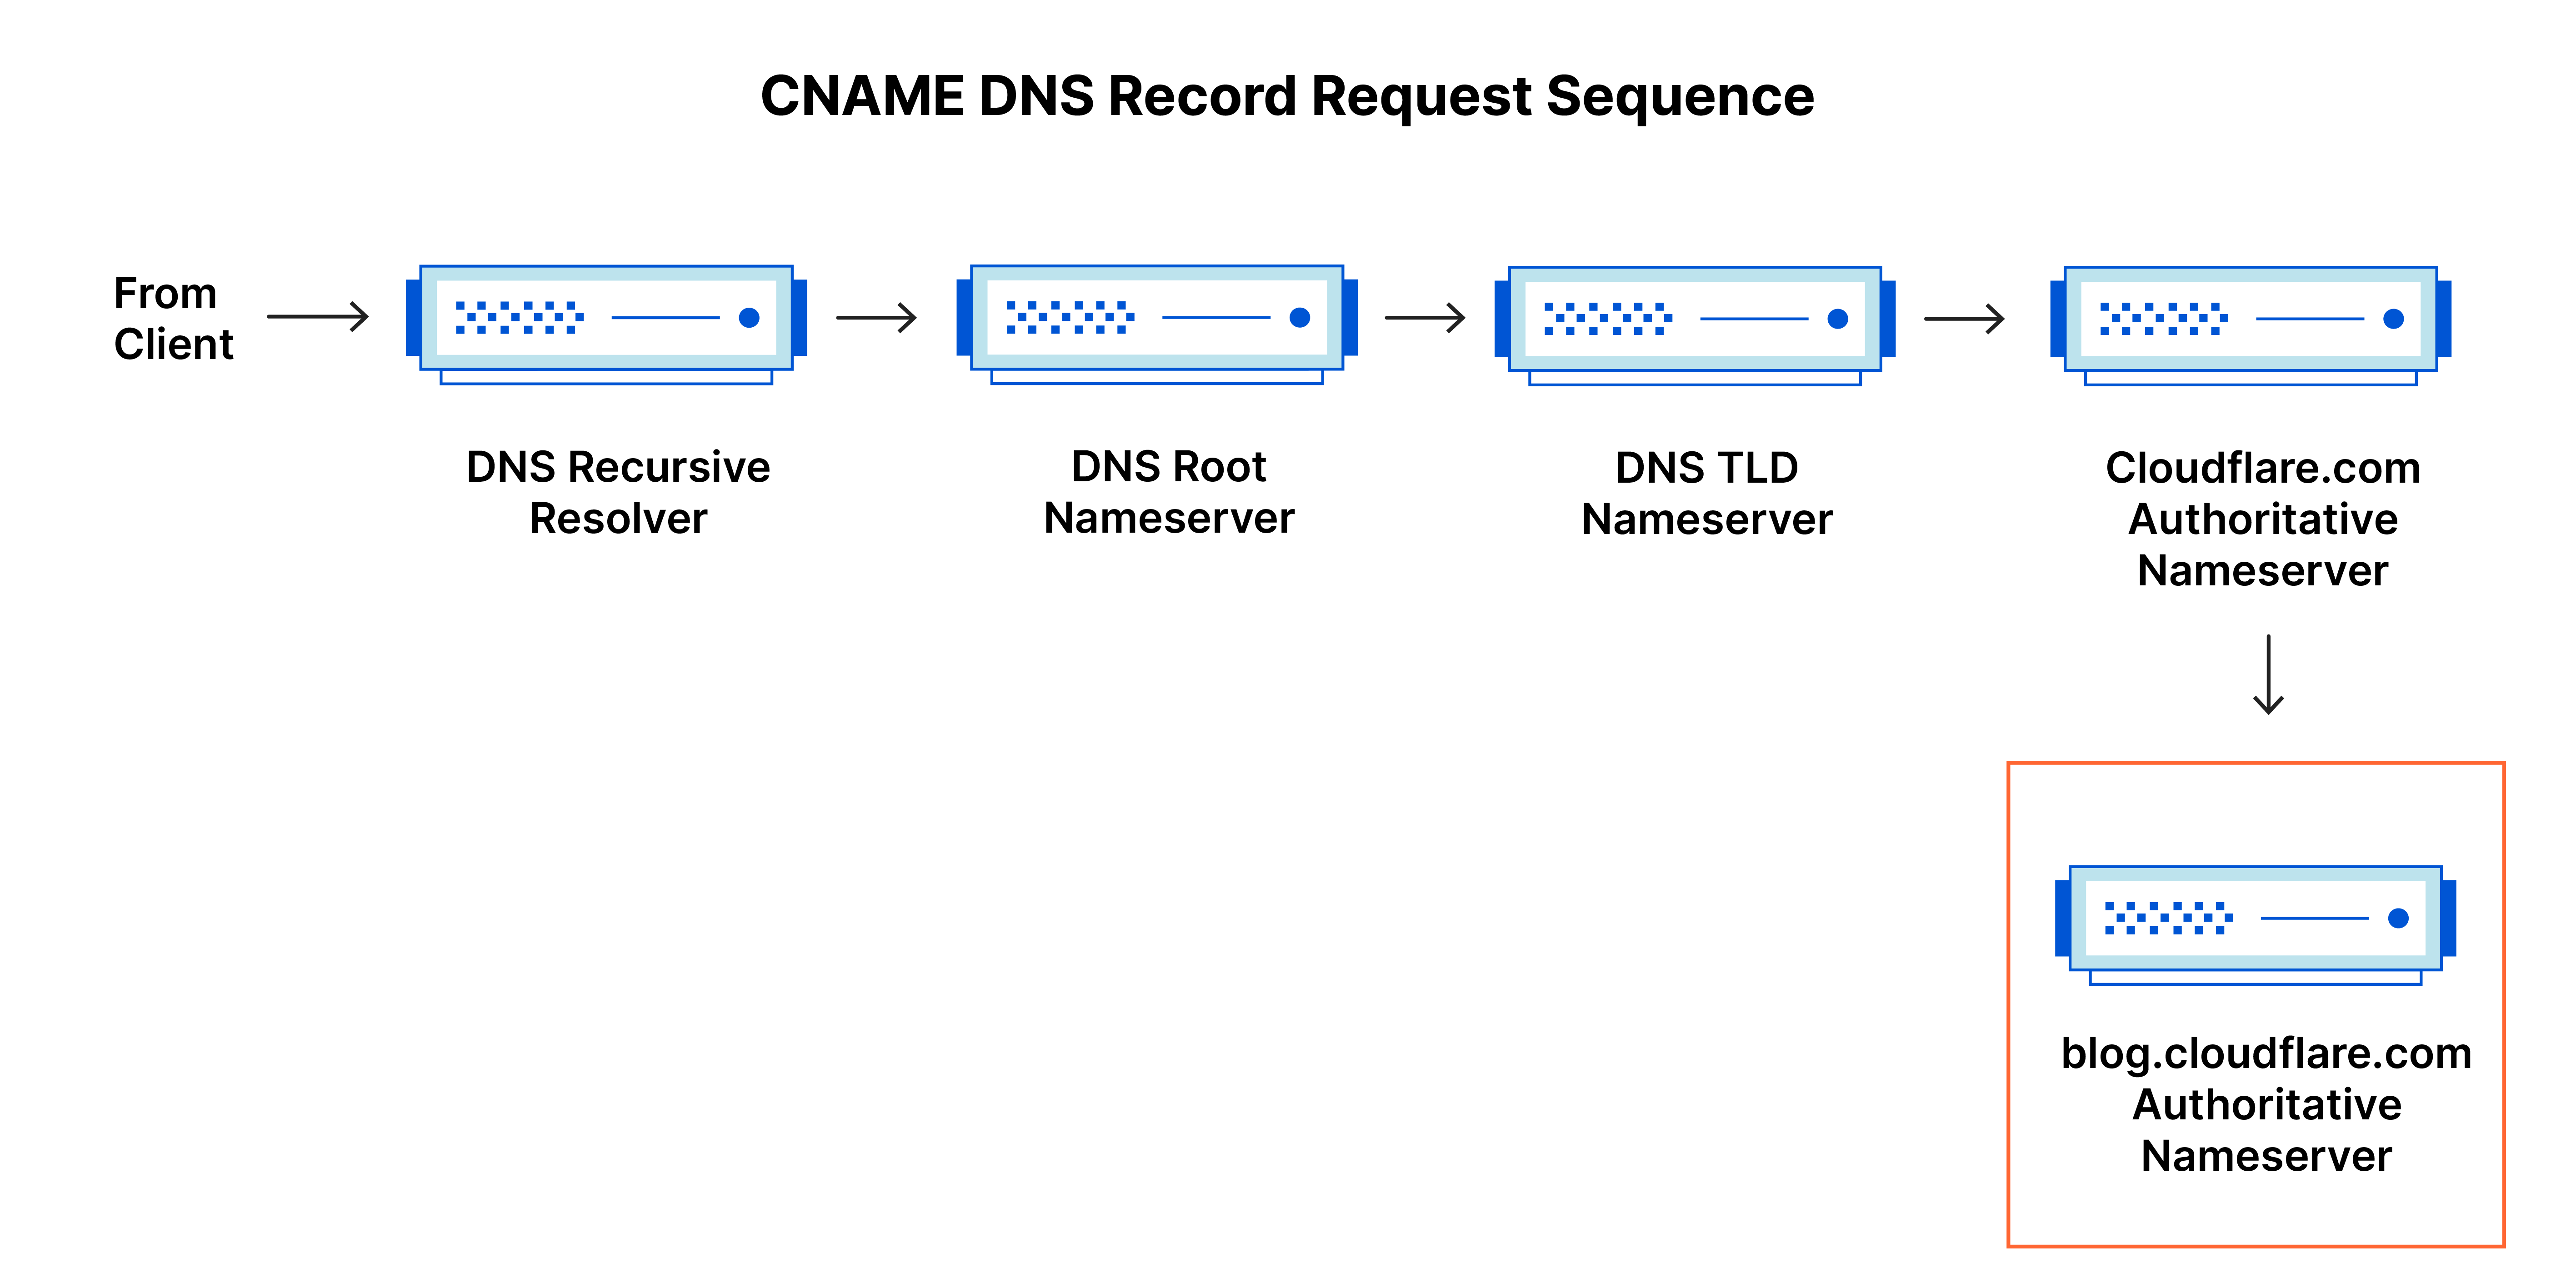 CNAME DNS Record Request Sequence
From
Client
DNS Recursive
Resolver
DNS Root
Nameserver
DNS TLD
Nameserver
Cloudflare.com
Authoritative
Nameserver
blog.cloudflare.com
Authoritative
Nameserver